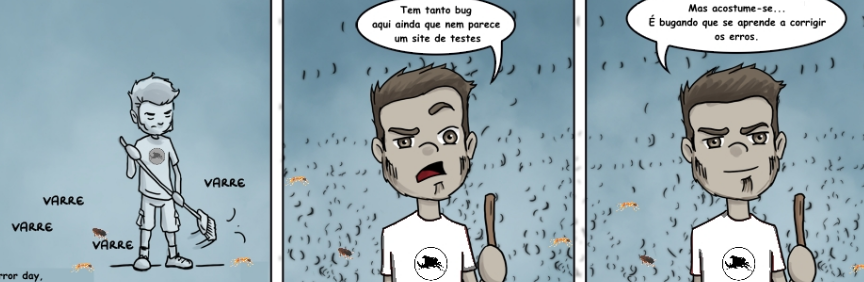 VARRE
VARRE
VARRE
VARRE
rror day,
Tem tanto bug
aqui ainda que nem parece
um site de testes
Mas acostume-se...
É bugando que se aprende a corrigir
os erros.